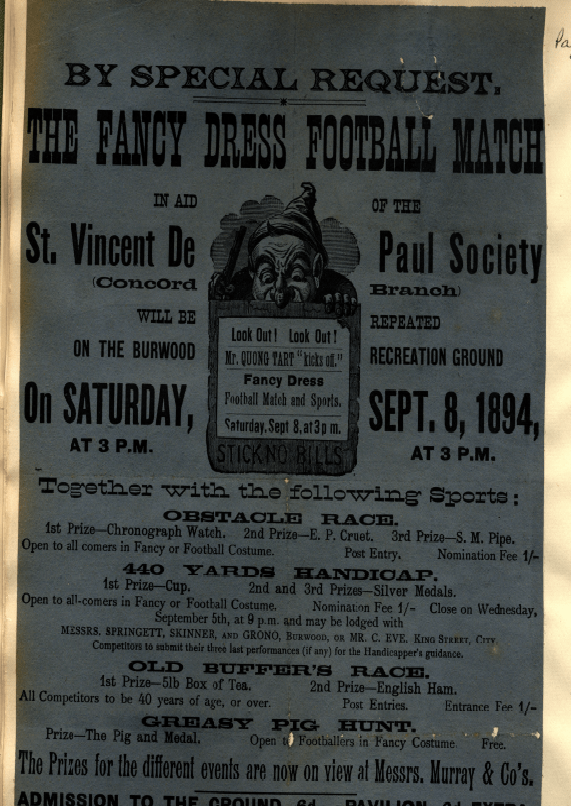 Pa
BY SPECIAL REQUEST.
THE FANCY DRESS FOOTBALL MATCH
IN AID OF THE
St. Vincent De Paul Society
(Concord Branch)
WILL BE REPEATED
ON THE BURWOOD RECREATION GROUND
On SATURDAY, SEPT. 8, 1894,
AT 3 P.M. AT 3 P.M.
Look Out! Look Out!
Mr. QUONG TART "kicks off."
Fancy Dress
Football Match and Sports.
Saturday, Sept 8, at 3 p m.
STICK NO BILLS
Together with the following Sports:
OBSTACLE RACE.
1st Prize—Chronograph Watch. 2nd Prize—E. P. Cruet. 3rd Prize—S. M. Pipe.
Open to all comers in Fancy or Football Costume. Post Entry. Nomination Fee 1/-
440 YARDS HANDICAP.
1st Prize—Cup. 2nd and 3rd Prizes—Silver Medals.
Open to all-comers in Fancy or Football Costume. Nomination Fee 1/- Close on Wednesday,
September 5th, at 9 p.m. and may be lodged with
MESSRS, SPRINGETT, SKINNER, AND GRONO, BURWOOD, OR MR. C. EVE, KING STREET, CITY.
Competitors to submit their three last performances (if any) for the Handicapper's guidance.
OLD BUFFER'S RACE.
1st Prize—5lb Box of Tea. 2nd Prize—English Ham.
All Competitors to be 40 years of age, or over. Post Entries. Entrance Fee 1/-
GREASY PIG HUNT.
Prize—The Pig and Medal. Open to Footballers in Fancy Costume. Free.
The Prizes for the different events are now on view at Messrs. Murray & Co's.
ADMISSION TO THE GROUND, 6d. PAVILION